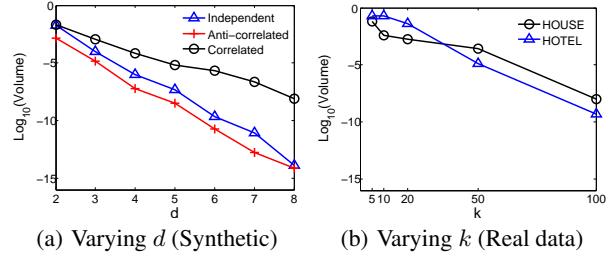 0
−5
−10
−15
Log10(Volume)
2 3 4 5 6 7 8
d
Independent
Anti−correlated
Correlated
(a) Varying d (Synthetic)
0
−5
−10
−15
Log10(Volume)
5 10 20 50 100
k
HOUSE
HOTEL
(b) Varying k (Real data)